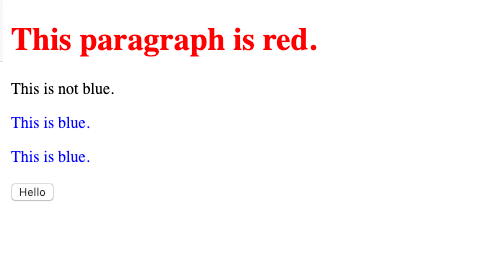 This paragraph is red.
This is not blue.
This is blue.
This is blue.
Hello